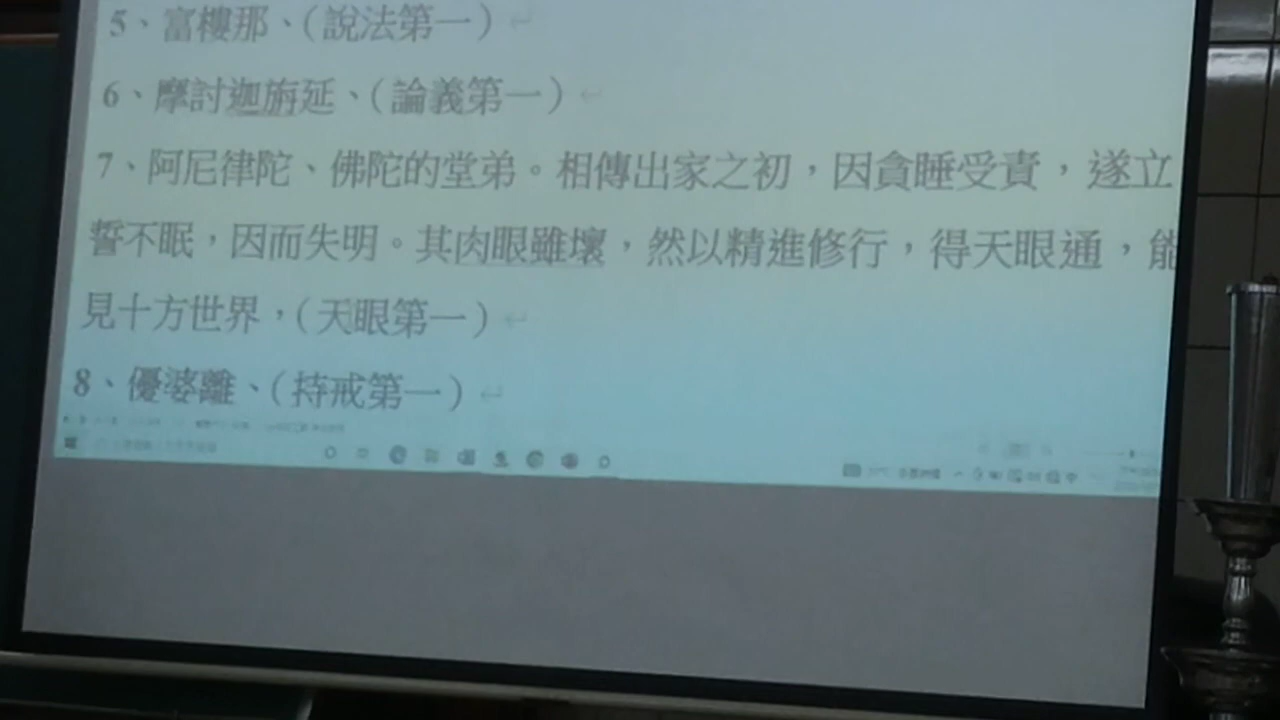 5、富樓那、(說法第一)
6、摩討迦旃延、(論義第一)
7、阿尼律陀、佛陀的堂弟。相傳出家之初，因貪睡受責，遂立
誓不眠，因而失明。其肉眼雖壞，然以精進修行，得天眼通，能
見十方世界，(天眼第一)
8、優婆離、(持戒第一)